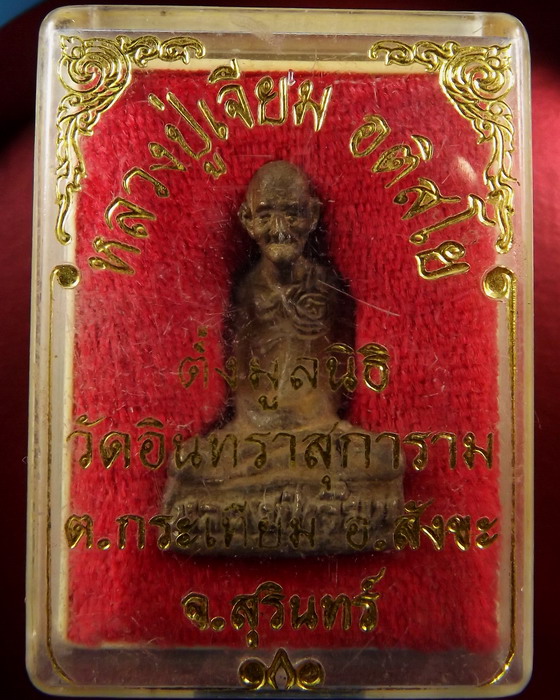 หลวงปู่เจียม อติสโย
ตั้งมูลนิธิ
วัดอินทราสุการาม
ต.กระเทียม อ.สังขะ
จ.สุรินทร์